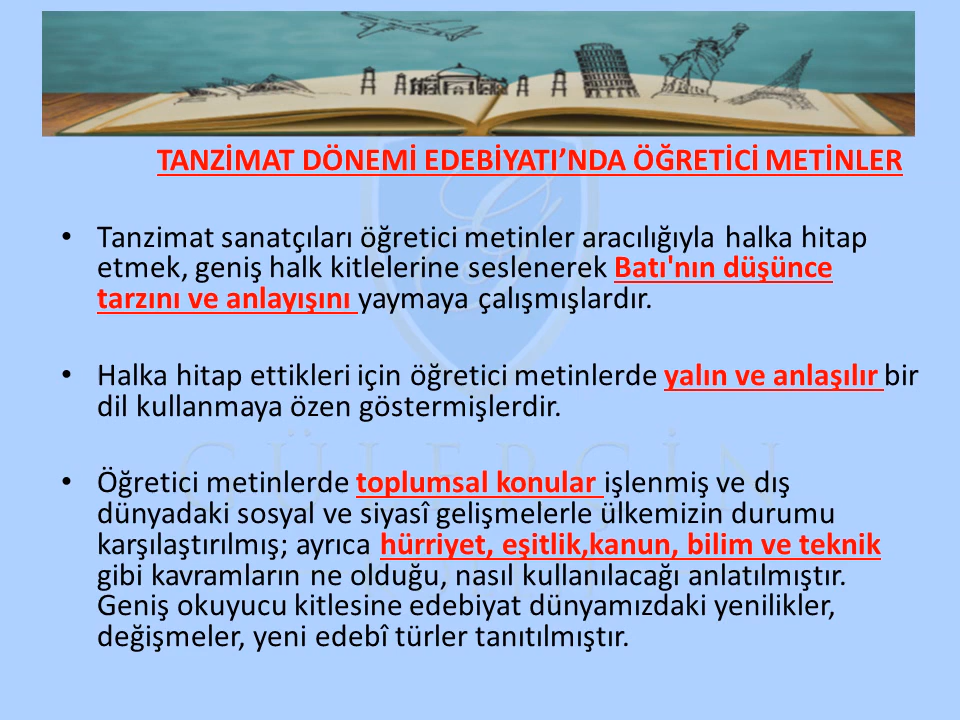 TANZİMAT DÖNEMİ EDEBİYATI’NDA ÖĞRETİCİ METİNLER
• Tanzimat sanatçıları öğretici metinler aracılığıyla halka hitap
etmek, geniş halk kitlelerine seslenerek Batı'nın düşünce
tarzını ve anlayışını yaymaya çalışmışlardır.
• Halka hitap ettikleri için öğretici metinlerde yalın ve anlaşılır bir
dil kullanmaya özen göstermişlerdir.
• Öğretici metinlerde toplumsal konular işlenmiş ve dış
dünyadaki sosyal ve siyasî gelişmelerle ülkemizin durumu
karşılaştırılmış; ayrıca hürriyet, eşitlik,kanun, bilim ve teknik
gibi kavramların ne olduğu, nasıl kullanılacağı anlatılmıştır.
Geniş okuyucu kitlesine edebiyat dünyamızdaki yenilikler,
değişmeler, yeni edebî türler tanıtılmıştır.